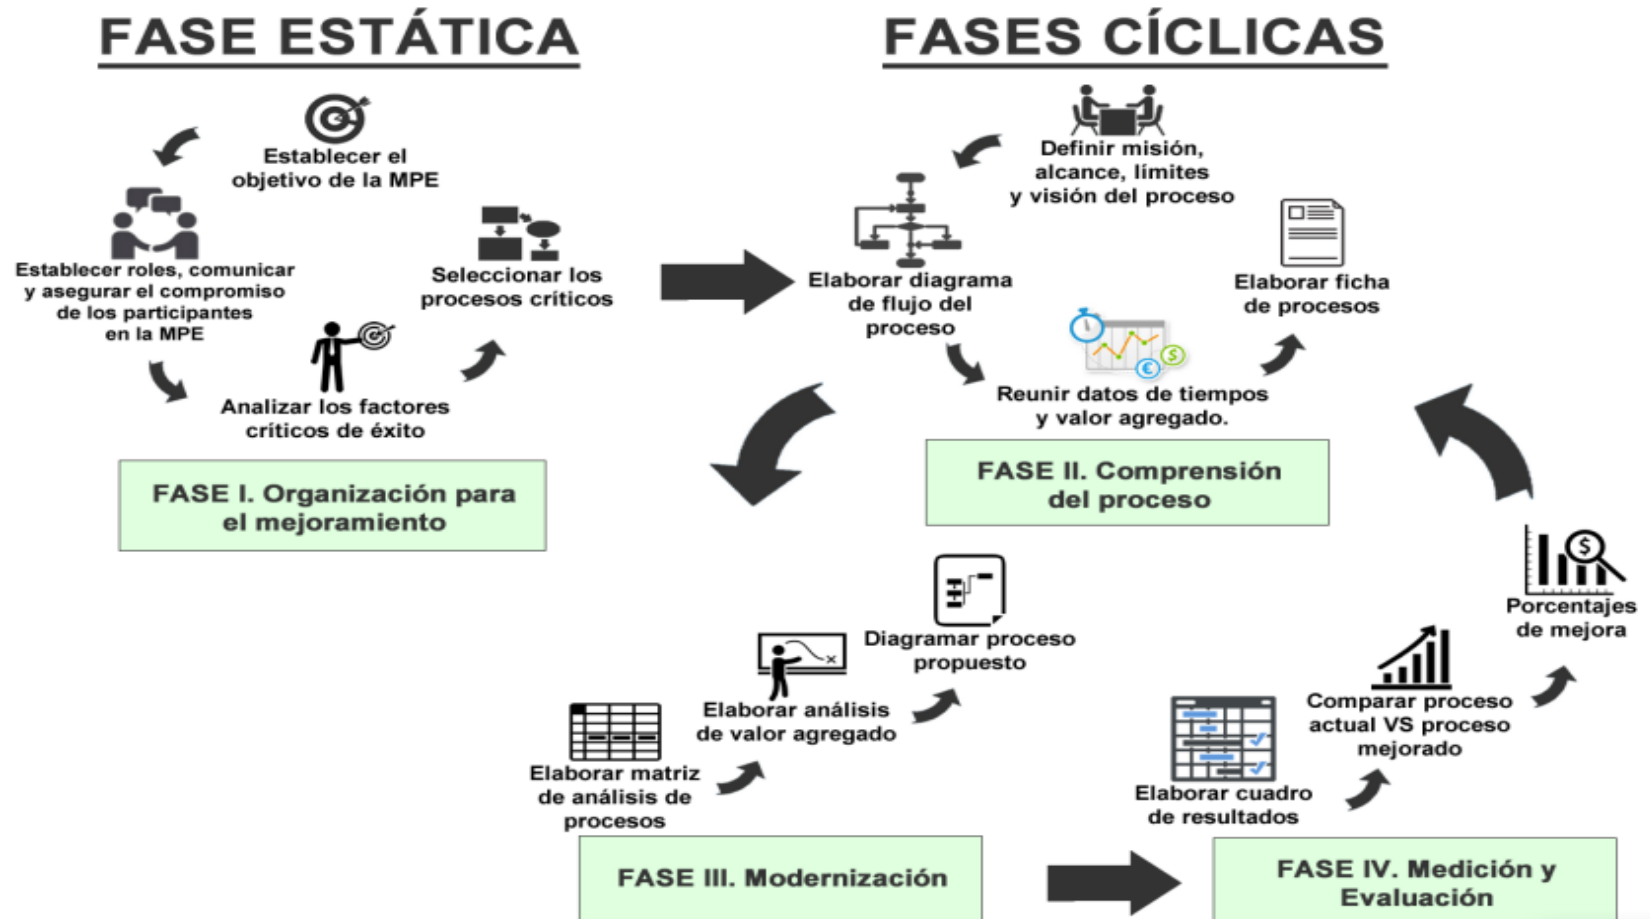 FASE ESTÁTICA
Establecer el
objetivo de la MPE
Establecer roles, comunicar
y asegurar el compromiso
de los participantes
en la MPE
Analizar los factores
críticos de éxito
Seleccionar los
procesos críticos
FASE I. Organización para
el mejoramiento
FASES CÍCLICAS
Definir misión,
alcance, límites
y visión del proceso
Elaborar diagrama
de flujo del
proceso
Reunir datos de tiempos
y valor agregado.
Elaborar ficha
de procesos
FASE II. Comprensión
del proceso
Elaborar matriz
de análisis de
procesos
Elaborar análisis
de valor agregado
Diagramar proceso
propuesto
FASE III. Modernización
Elaborar cuadro
de resultados
Comparar proceso
actual VS proceso
mejorado
Porcentajes
de mejora
FASE IV. Medición y
Evaluación